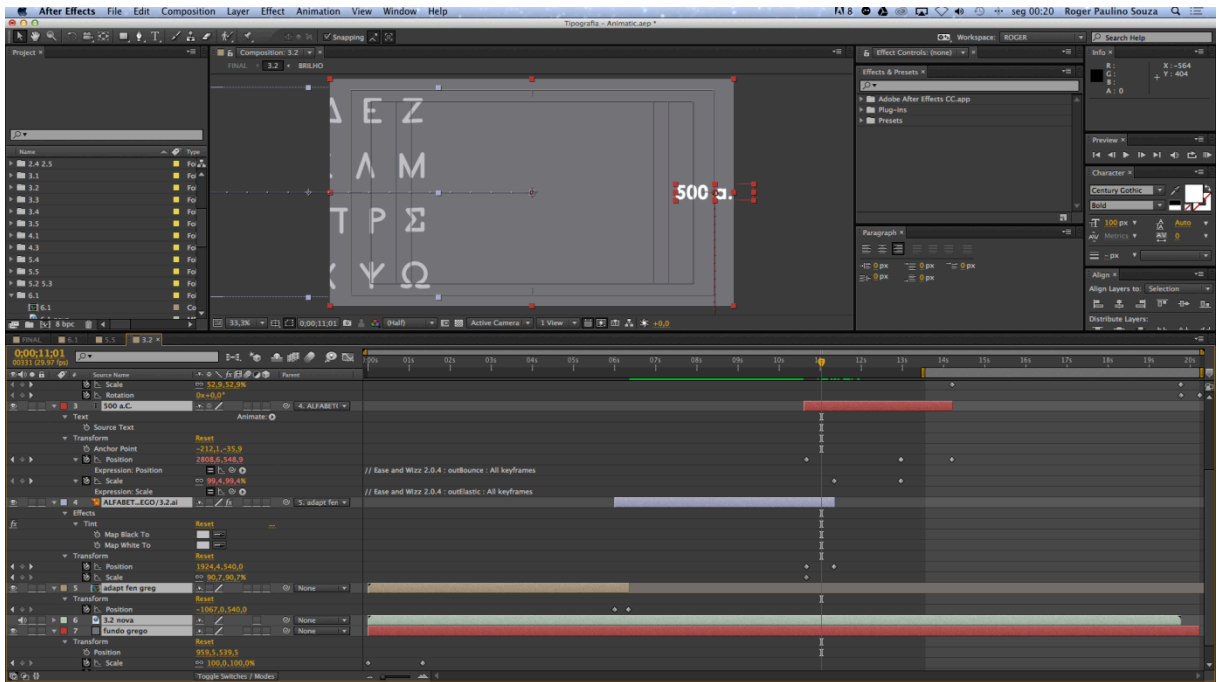 After Effects File Edit Composition Layer Effect Animation View Window Help
8 seg 00:20 Roger Paulino Souza
Tipografia - Animatic.aep *
Snapping
Workspace: ROGER
Search Help
Project
Composition: 3.2
Effect Controls: (none)
Info
FINAL 3.2 BRILHO
Effects & Presets
R : X : -564
G : Y : 404
B :
A : 0
Adobe After Effects CC.app
Plug-ins
Presets
Δ Ε Ζ
Λ Μ
Π Ρ Σ
Ψ Ω
500 a.
Name Type
2.4 2.5
3.1
3.2
3.3
3.4
3.5
4.1
4.3
5.4
5.5
5.2 5.3
6.1
6.1
8 bpc
33,3% 0;00;11;01 (Half) Active Camera 1 View +0,0
Preview
Character
Century Gothic
Bold
100 px Auto
Metrics 0
- px
Paragraph
0 px 0 px 0 px
0 px 0 px
Align
Align Layers to: Selection
Distribute Layers:
FINAL 6.1 5.3 3.2
0;00;11;01
00331 (29.97 fps)
# Source Name Parent
01s 02s 03s 04s 05s 06s 07s 08s 09s 10s 11s 12s 13s 14s 15s 16s 17s 18s 19s 20s
Scale 52,9,52,9%
Rotation 0x+0,0°
3 500 a.C. 4. ALFABETI
Text Animate:
Source Text
Transform Reset
Anchor Point -212,1,-35,9
Position 2808,6,548,9
Expression: Position // Ease and Wizz 2.0.4 : outBounce : All keyframes
Scale 99,4,99,4%
Expression: Scale // Ease and Wizz 2.0.4 : outElastic : All keyframes
4 ALFABET...EGO/3.2.ai 5. adapt fen
Effects
Tint Reset
Map Black To
Map White To
Transform Reset
Position 1924,4,540,0
Scale 90,7,90,7%
5 adapt fen greg None
Transform Reset
Position -1067,0,540,0
6 3.2 nova None
7 fundo grego None
Transform Reset
Position 959,5,539,5
Scale 100,0,100,0%
Toggle Switches / Modes